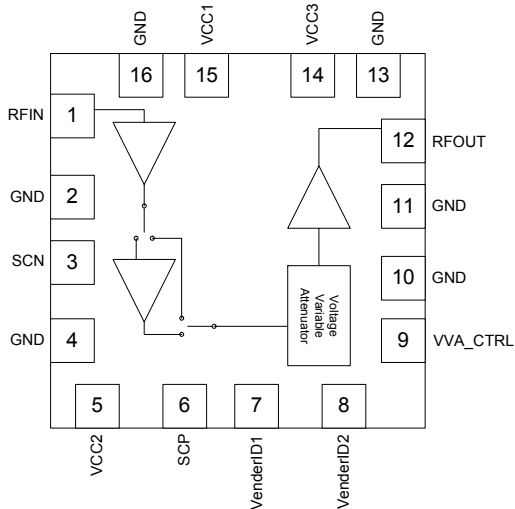 GND
VCC1
VCC3
GND
16
15
14
13
RFIN
1
12
RFOUT
GND
2
11
GND
SCN
3
10
GND
GND
4
9
VVA_CTRL
Voltage
Variable
Attenuator
5
6
7
8
VCC2
SCP
VenderID1
VenderID2